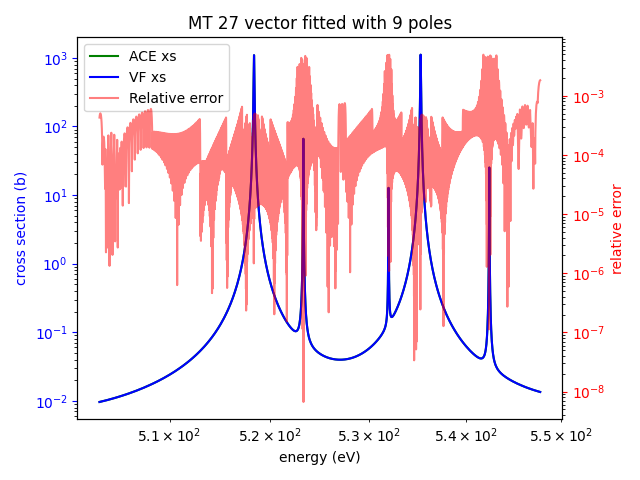 MT 27 vector fitted with 9 poles
ACE xs
VF xs
Relative error
cross section (b)
10³
10²
10¹
10⁰
10⁻¹
10⁻²
10⁻³
10⁻⁴
10⁻⁵
10⁻⁶
10⁻⁷
10⁻⁸
relative error
5.1 × 10² 5.2 × 10² 5.3 × 10² 5.4 × 10² 5.5 × 10²
energy (eV)